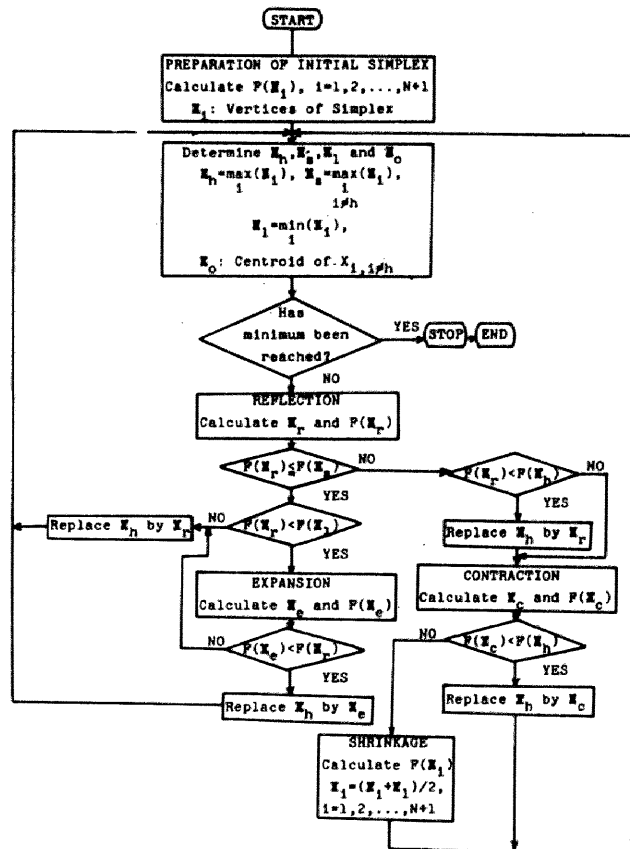 START
PREPARATION OF INITIAL SIMPLEX
Calculate F(X_i), i=1,2,...,N+1
X_i: Vertices of Simplex
Determine X_h,X_s,X_l and X_o
X_h=max(X_i), X_s=max(X_i),
i i
i≠h
X_l=min(X_i),
i
X_o: Centroid of X_i,i≠h
Has
minimum been
reached?
YES
STOP
END
NO
REFLECTION
Calculate X_r and F(X_r)
F(X_r)≦F(X_s)
NO
F(X_r)<F(X_h)
NO
YES
YES
Replace X_h by X_r
NO
F(X_r)<F(X_l)
Replace X_h by X_r
YES
EXPANSION
Calculate X_e and F(X_e)
CONTRACTION
Calculate X_c and F(X_c)
NO
F(X_e)<F(X_r)
NO
F(X_c)<F(X_h)
YES
YES
Replace X_h by X_e
Replace X_h by X_c
SHRINKAGE
Calculate F(X_i)
X_i=(X_i+X_l)/2,
i=1,2,...,N+1